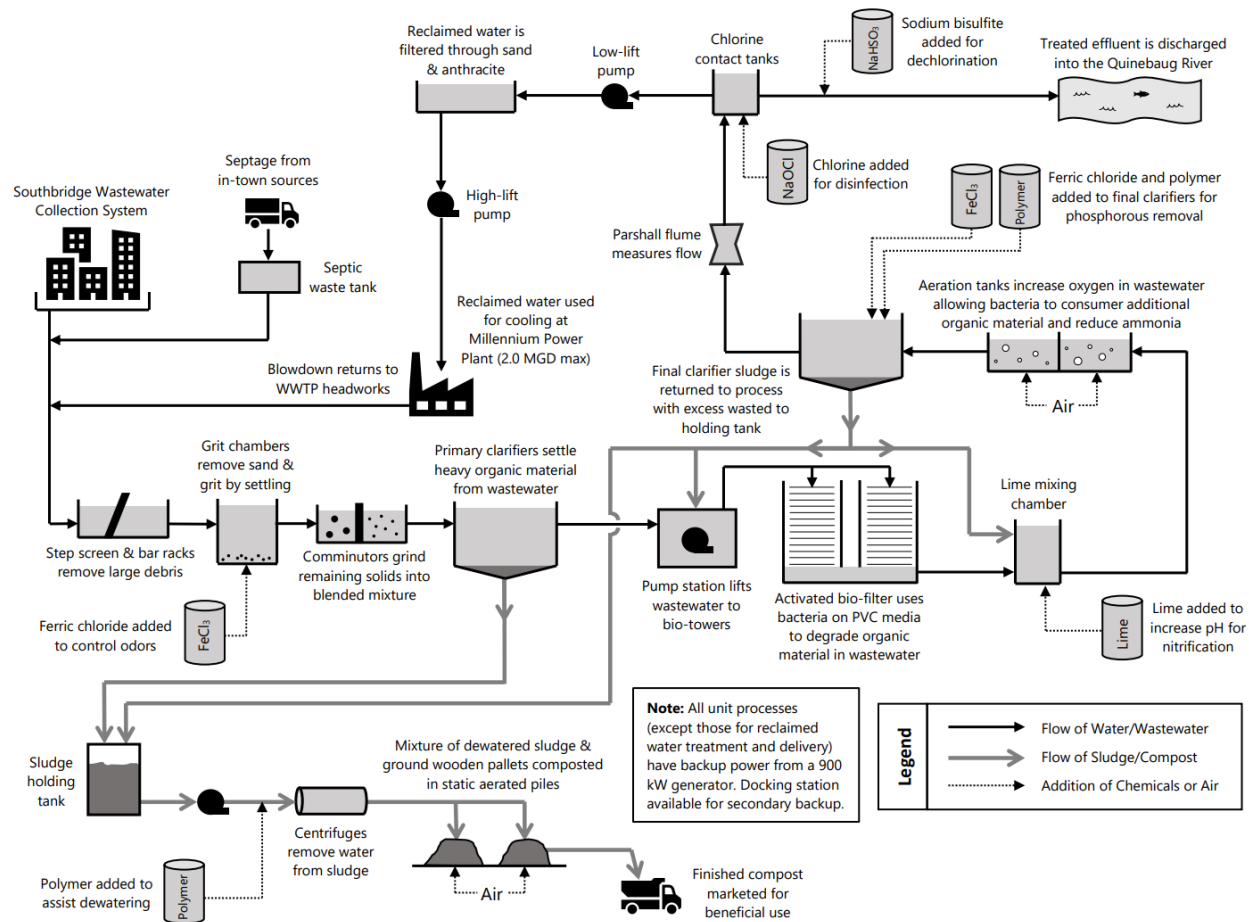 Reclaimed water is
filtered through sand
& anthracite
Low-lift
pump
Chlorine
contact tanks
NaHSO₃
Sodium bisulfite
added for
dechlorination
Treated effluent is discharged
into the Quinebaug River
Septage from
in-town sources
Southbridge Wastewater
Collection System
High-lift
pump
NaOCl
Chlorine added
for disinfection
FeCl₃
Polymer
Ferric chloride and polymer
added to final clarifiers for
phosphorous removal
Septic
waste tank
Parshall flume
measures flow
Reclaimed water used
for cooling at
Millennium Power
Plant (2.0 MGD max)
Aeration tanks increase oxygen in wastewater
allowing bacteria to consumer additional
organic material and reduce ammonia
Blowdown returns to
WWTP headworks
Final clarifier sludge is
returned to process
with excess wasted to
holding tank
Air
Grit chambers
remove sand &
grit by settling
Primary clarifiers settle
heavy organic material
from wastewater
Lime mixing
chamber
Step screen & bar racks
remove large debris
Comminutors grind
remaining solids into
blended mixture
Pump station lifts
wastewater to
bio-towers
Activated bio-filter uses
bacteria on PVC media
to degrade organic
material in wastewater
Ferric chloride added
to control odors
FeCl₃
Lime
Lime added to
increase pH for
nitrification
Note: All unit processes
(except those for reclaimed
water treatment and delivery)
have backup power from a 900
kW generator. Docking station
available for secondary backup.
Legend
Flow of Water/Wastewater
Flow of Sludge/Compost
Addition of Chemicals or Air
Sludge
holding
tank
Mixture of dewatered sludge &
ground wooden pallets composted
in static aerated piles
Centrifuges
remove water
from sludge
Polymer added to
assist dewatering
Polymer
Air
Finished compost
marketed for
beneficial use